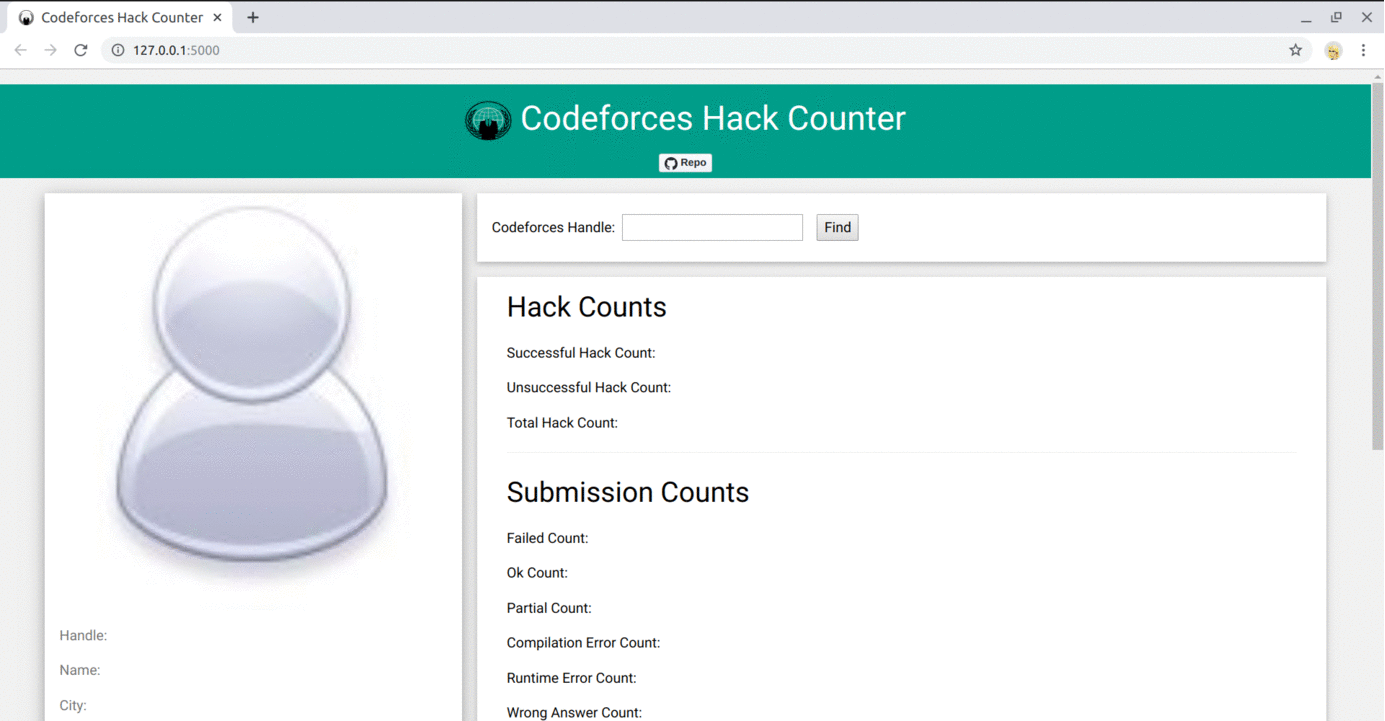 Codeforces Hack Counter
127.0.0.1:5000
Codeforces Hack Counter
Repo
Codeforces Handle: Find
Hack Counts
Successful Hack Count:
Unsuccessful Hack Count:
Total Hack Count:
Submission Counts
Failed Count:
Ok Count:
Partial Count:
Compilation Error Count:
Runtime Error Count:
Wrong Answer Count:
Handle:
Name:
City: